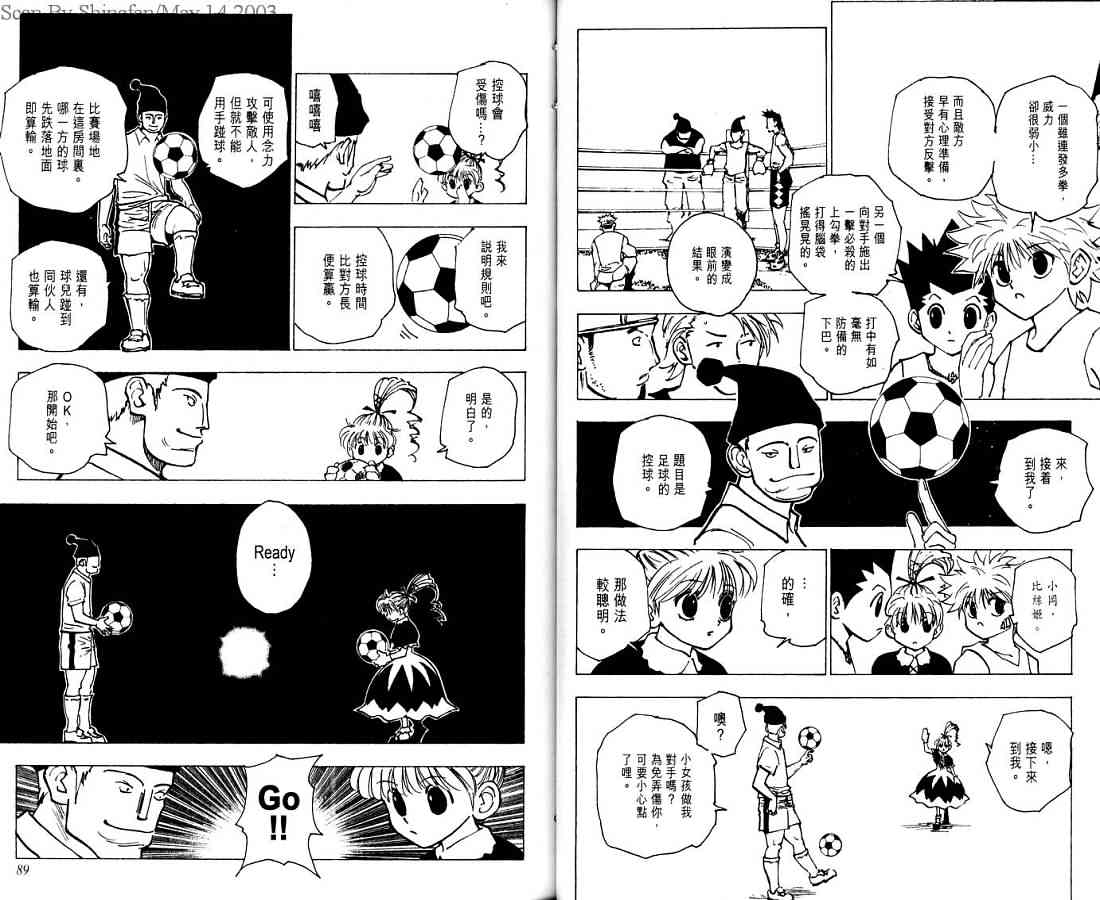 Scan By Shingfan/May 14 2003
一個雖連發多拳，
威力
卻很弱小…
而且敵方
早有心理準備，
接受對方反擊。
另一個
向對手施出
一擊必殺的
上勾拳，
打得腦袋
搖晃晃的。
演變成
眼前的
結果。
打中有如
毫無
防備的
下巴。
來，
接着
到我了。
題目是
足球的
控球。
小岡，
比絲姬。
的確，
…
那做法
較聰明。
嗯，
接下來
到我。
噢？
小女孩做我
對手嗎？
為免弄傷你，
可要小心點
了哩。
控球會
受傷嗎…？
嘻嘻嘻
我來
說明規則吧。
控球時間
比對方長
便算贏。
可使用念力
攻擊敵人，
但就不能
用手踫球。
比賽場地
在這房間裏。
哪一方的球
先跌落地面
即算輸。
還有，
球兒踫到
同伙人
也算輸。
是的，
明白了。
OK，
那開始吧。
Ready
…
Go
!!
89